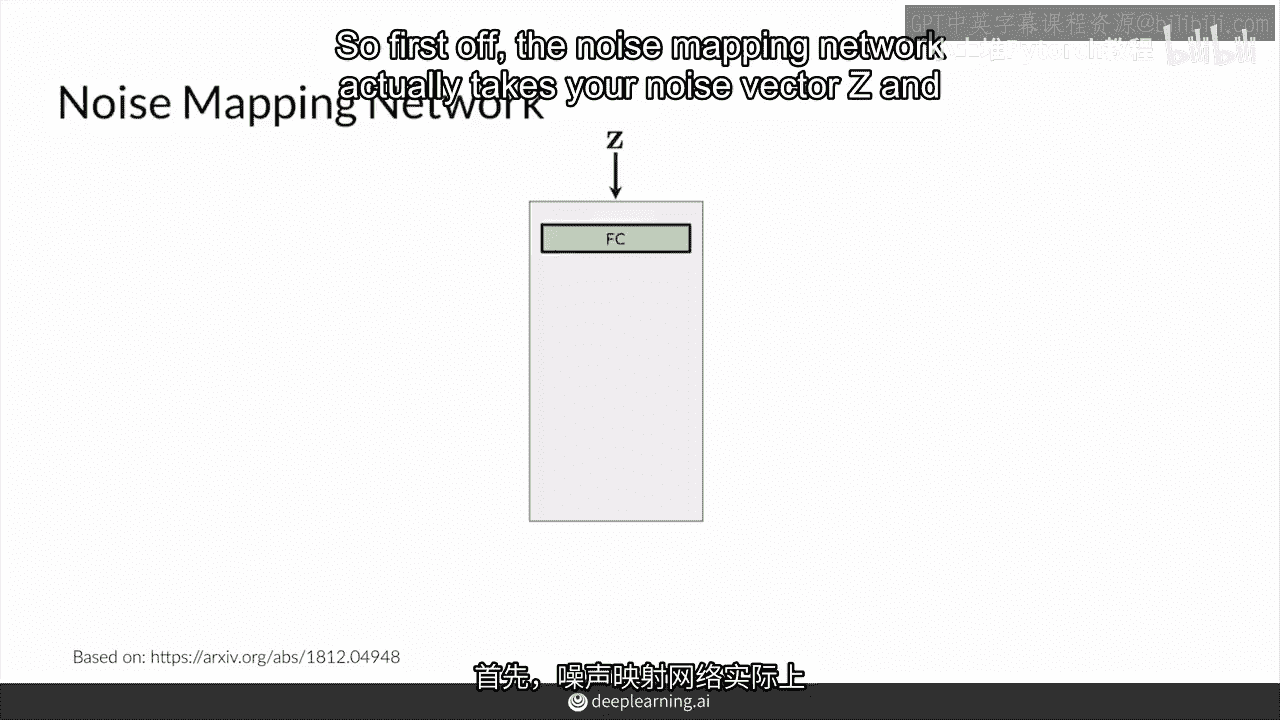 GPT中英字幕课程资源@bilibili.com
So first off, the noise mapping network
actually takes your noise vector Z and
Noise Mapping Network
z
FC
Based on: https://arxiv.org/abs/1812.04948
首先，噪声映射网络实际上
deeplearning.ai